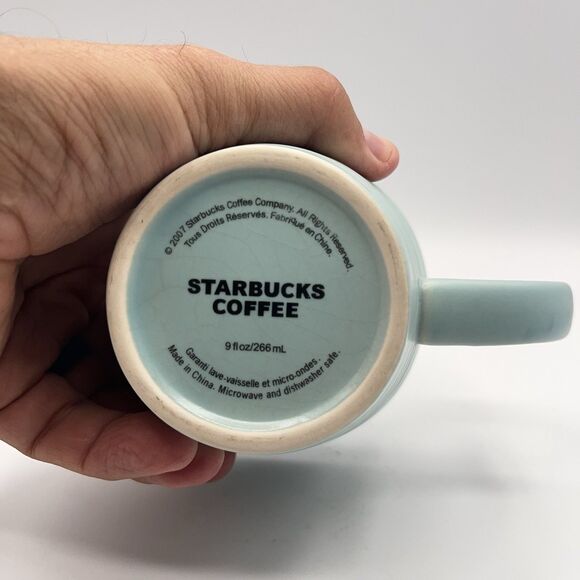 © 2007 Starbucks Coffee Company. All Rights Reserved.
Tous Droits Réservés. Fabriqué en Chine.
STARBUCKS
COFFEE
9 fl oz/266 mL
Garanti lave-vaisselle et micro-ondes.
Made in China. Microwave and dishwasher safe.